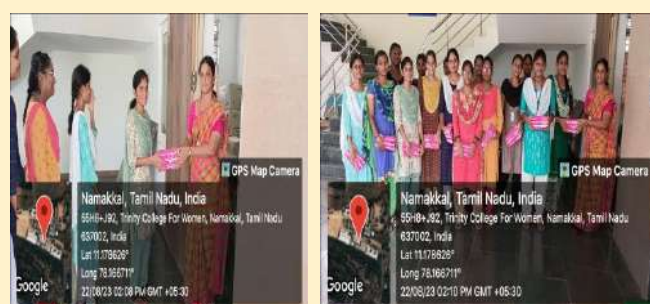 GPS Map Camera
Namakkal, Tamil Nadu, India
55H8+J92, Trinity College For Women, Namakkal, Tamil Nadu
637002, India
Lat 11.178626°
Long 78.166711°
22/08/23 02:08 PM GMT +05:30
Google
GPS Map Camera
Namakkal, Tamil Nadu, India
55H8+J92, Trinity College For Women, Namakkal, Tamil Nadu
637002, India
Lat 11.178626°
Long 78.166711°
22/08/23 02:10 PM GMT +05:30
Google